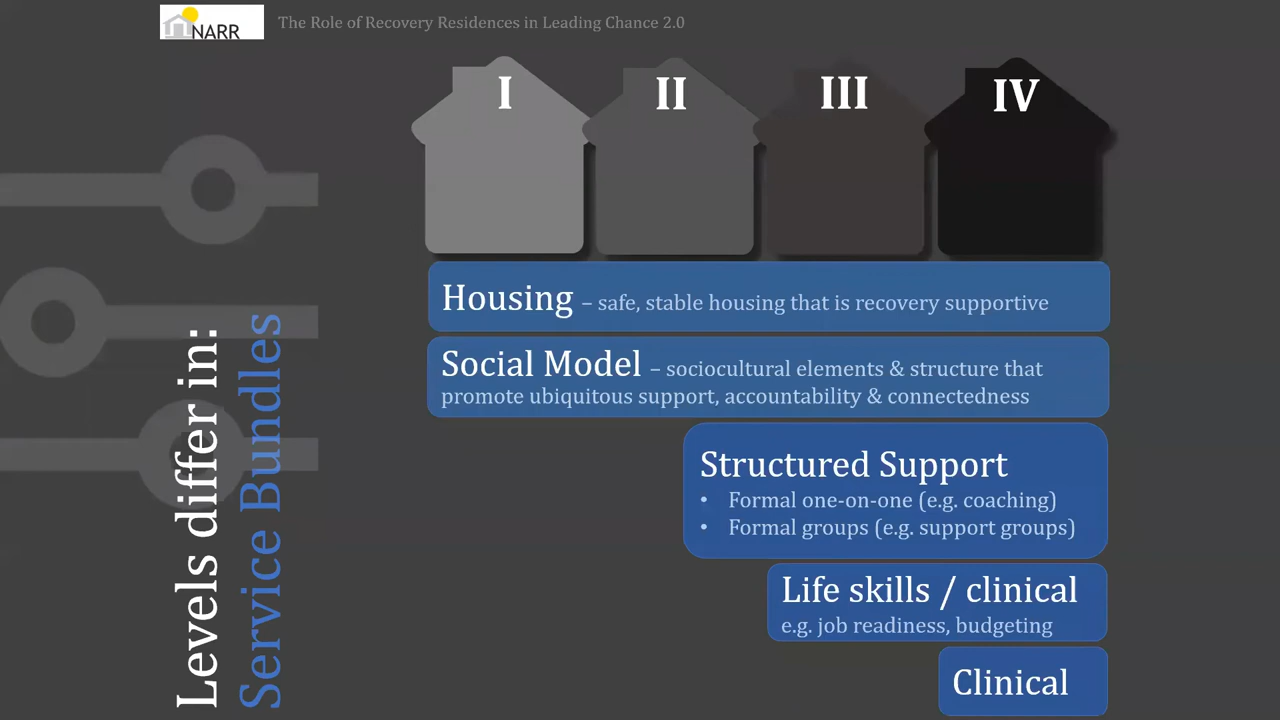 NARR
The Role of Recovery Residences in Leading Chance 2.0
I
II
III
IV
Levels differ in:
Service Bundles
Housing – safe, stable housing that is recovery supportive
Social Model – sociocultural elements & structure that
promote ubiquitous support, accountability & connectedness
Structured Support
• Formal one-on-one (e.g. coaching)
• Formal groups (e.g. support groups)
Life skills / clinical
e.g. job readiness, budgeting
Clinical